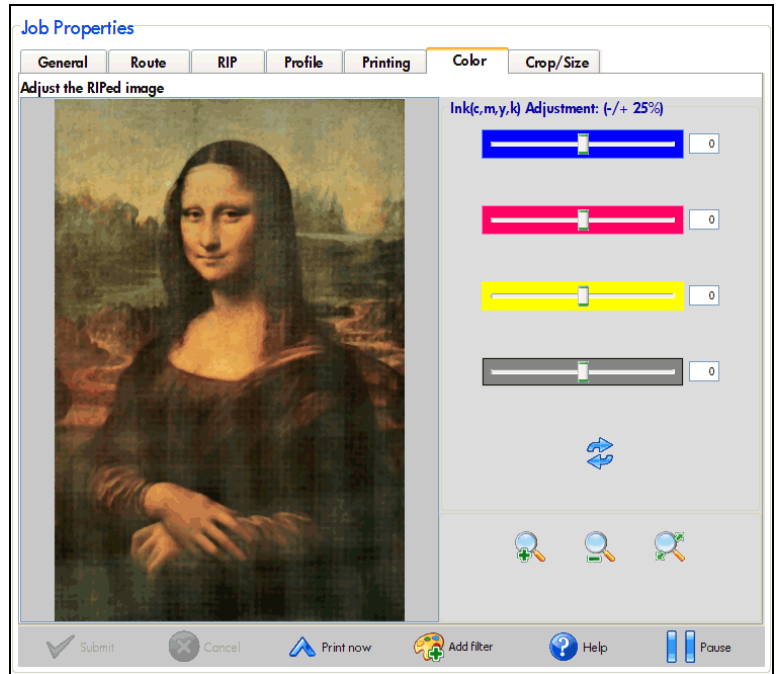 Job Properties
General Route RIP Profile Printing Color Crop/Size
Adjust the RIPed image
Ink(c,m,y,k) Adjustment: (-/+ 25%)
0
0
0
0
Submit Cancel Print now Add filter Help Pause